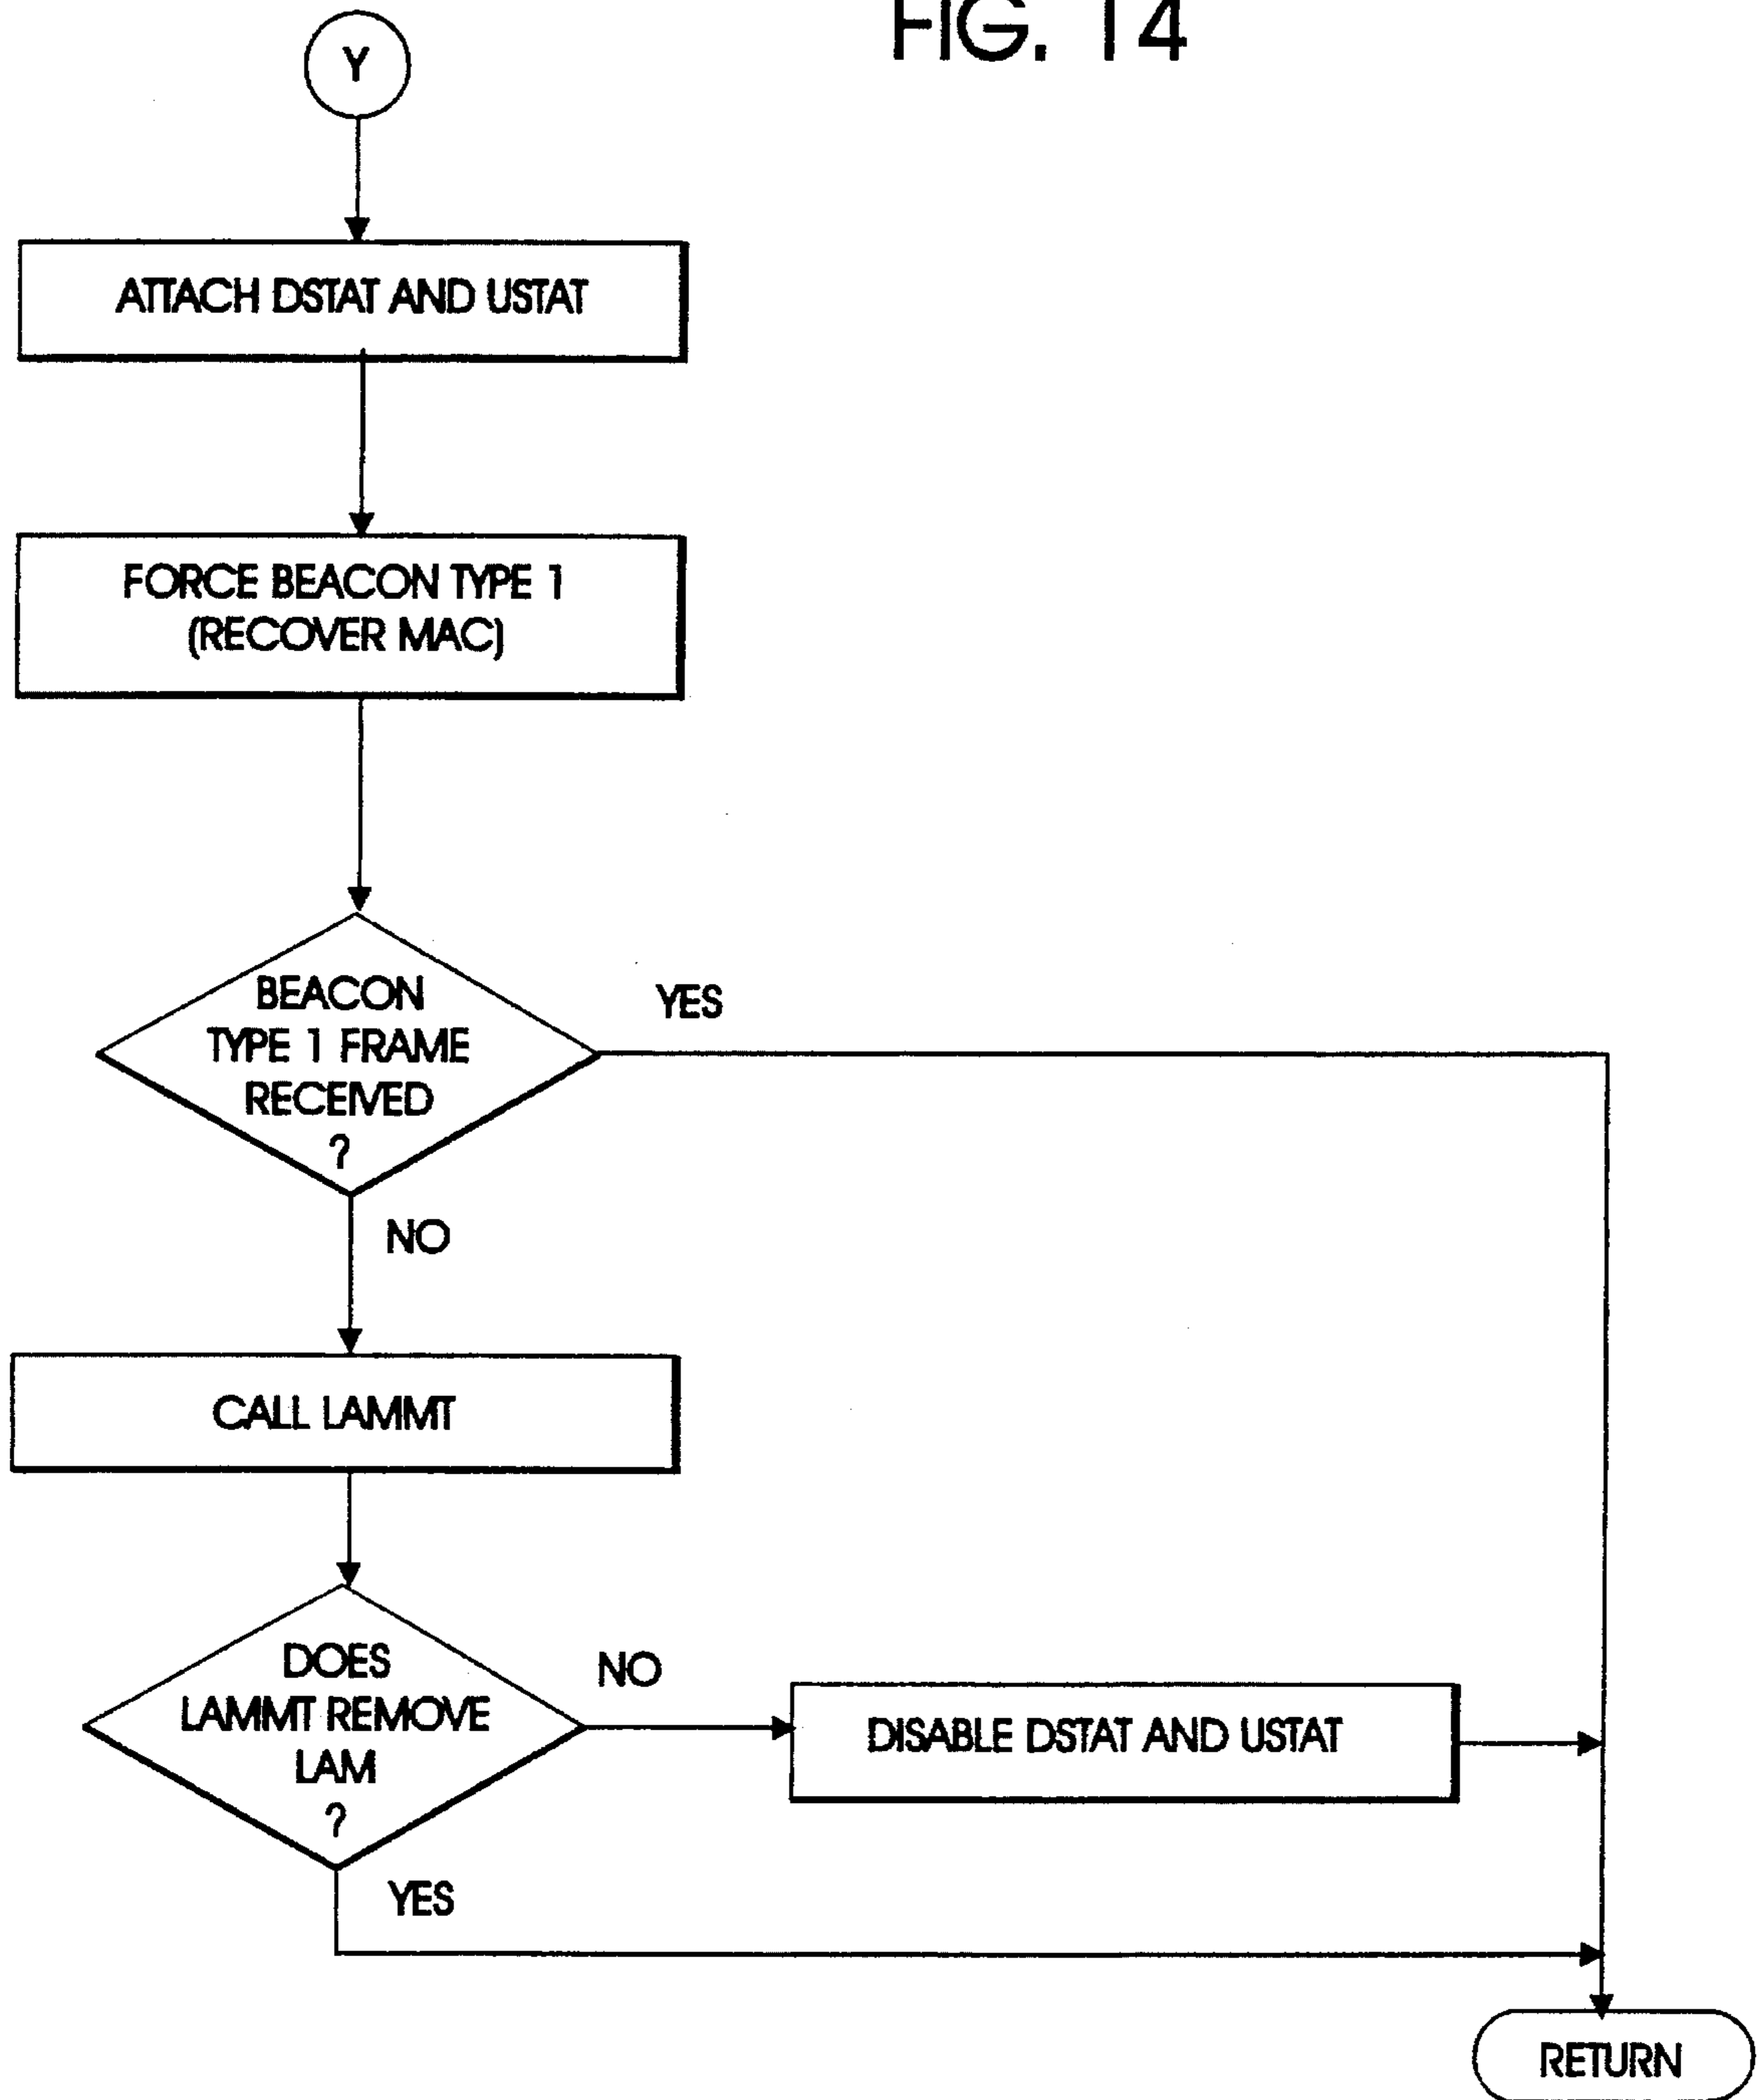 FIG. 14
Y
ATTACH DSTAT AND USTAT
FORCE BEACON TYPE 1
(RECOVER MAC)
BEACON
TYPE 1 FRAME
RECEIVED
?
YES
NO
CALL LAMMT
DOES
LAMMT REMOVE
LAM
?
NO
DISABLE DSTAT AND USTAT
YES
RETURN